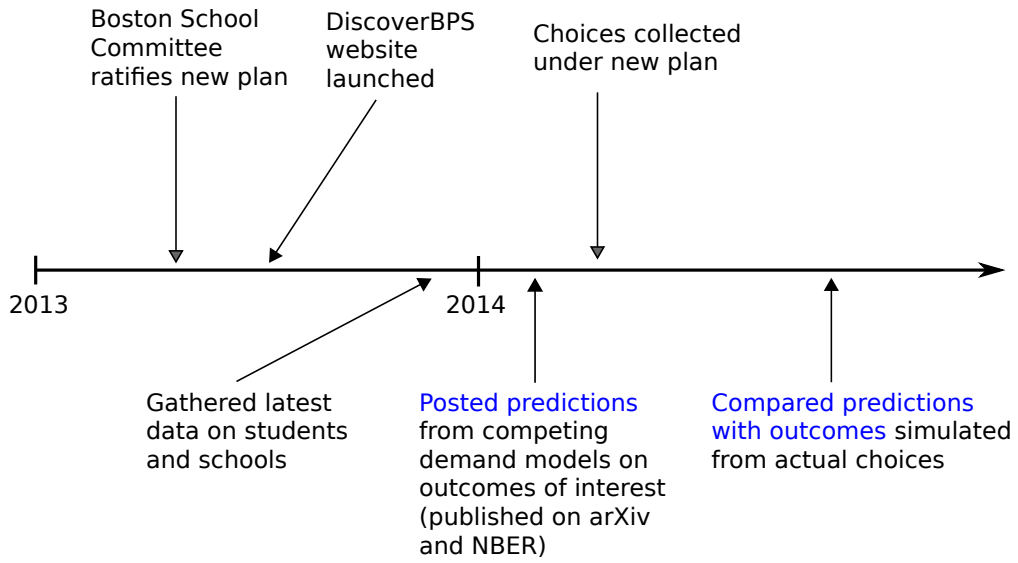 Boston School
Committee
ratifies new plan
DiscoverBPS
website
launched
Choices collected
under new plan
2013
2014
Gathered latest
data on students
and schools
Posted predictions
from competing
demand models on
outcomes of interest
(published on arXiv
and NBER)
Compared predictions
with outcomes simulated
from actual choices